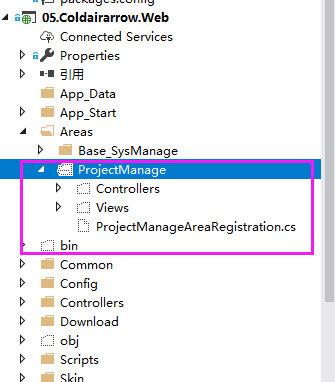 packages.config
05.Coldairarrow.Web
Connected Services
Properties
引用
App_Data
App_Start
Areas
Base_SysManage
ProjectManage
Controllers
Views
ProjectManageAreaRegistration.cs
bin
Common
Config
Controllers
Download
obj
Scripts
Skin